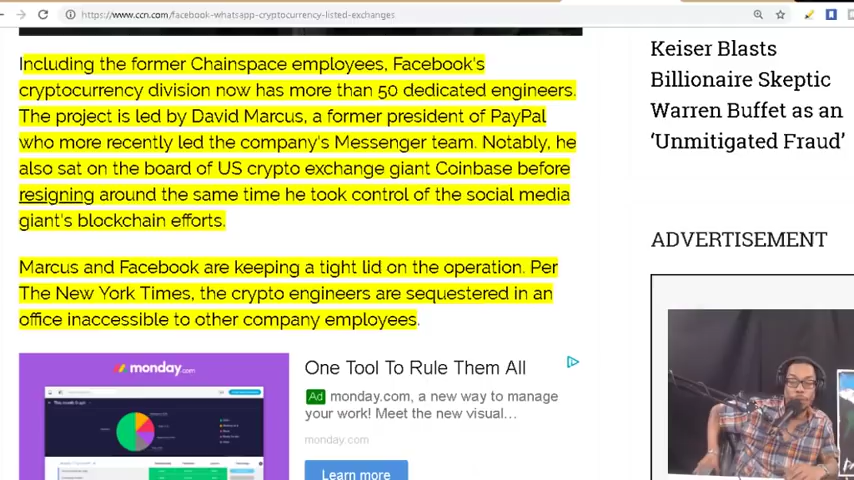 https://www.ccn.com/facebook-whatsapp-cryptocurrency-listed-exchanges
Including the former Chainspace employees, Facebook's
cryptocurrency division now has more than 50 dedicated engineers.
The project is led by David Marcus, a former president of PayPal
who more recently led the company's Messenger team. Notably, he
also sat on the board of US crypto exchange giant Coinbase before
resigning around the same time he took control of the social media
giant's blockchain efforts.
Marcus and Facebook are keeping a tight lid on the operation. Per
The New York Times, the crypto engineers are sequestered in an
office inaccessible to other company employees.
monday.com
One Tool To Rule Them All
Ad monday.com, a new way to manage
your work! Meet the new visual...
monday.com
Learn more
Keiser Blasts
Billionaire Skeptic
Warren Buffet as an
‘Unmitigated Fraud’
ADVERTISEMENT